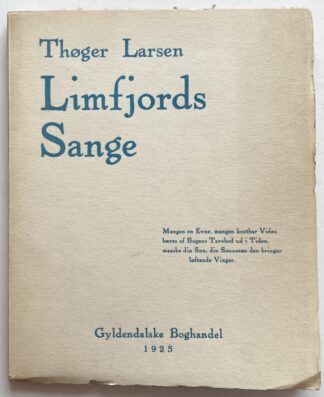 Thøger Larsen
Limfjords
Sange
Mangen en Evne, mangen kostbar Viden
bæres af Bogens Tavshed ud i Tiden,
maaske din Søn, din Sønnesøn den bringer
løftende Vinger.
Gyldendalske Boghandel
1925